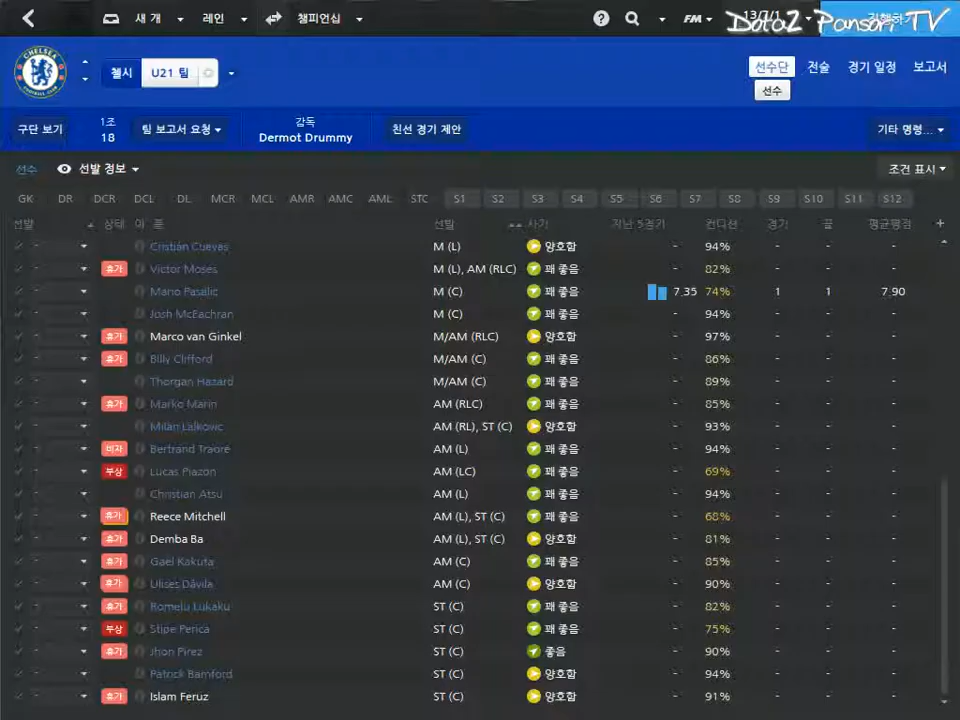 새 개 레인 챔피언십 FM 13/7/1
Dota2 Pansori TV
첼시 U21 팀 선수단 전술 경기 일정 보고서
선수
구단 보기 1조 18 팀 보고서 요청 감독 Dermot Drummy 친선 경기 제안 기타 명령...
선수 선발 정보 조건 표시
GK DR DCR DCL DL MCR MCL AMR AMC AML STC S1 S2 S3 S4 S5 S6 S7 S8 S9 S10 S11 S12
선발 상태 선발 사기 지난 5경기 컨디션 경기 골 평균평점
- Cristian Cuevas M (L) 양호함 - 94% - - -
- 휴가 Victor Moses M (L), AM (RLC) 꽤 좋음 - 82% - - -
- Mario Pasalic M (C) 꽤 좋음 7.35 74% 1 1 7.90
- Josh McEachran M (C) 꽤 좋음 - 94% - - -
- 휴가 Marco van Ginkel M/AM (RLC) 양호함 - 97% - - -
- 휴가 Billy Clifford M/AM (C) 꽤 좋음 - 86% - - -
- Thorgan Hazard M/AM (C) 꽤 좋음 - 89% - - -
- 휴가 Marko Marin AM (RLC) 꽤 좋음 - 85% - - -
- Milan Lalkovic AM (RL), ST (C) 양호함 - 93% - - -
- 비자 Bertrand Traoré AM (L) 꽤 좋음 - 94% - - -
- 부상 Lucas Piazon AM (LC) 꽤 좋음 - 69% - - -
- Christian Atsu AM (L) 꽤 좋음 - 94% - - -
- 휴가 Reece Mitchell AM (L), ST (C) 꽤 좋음 - 68% - - -
- 휴가 Demba Ba AM (L), ST (C) 양호함 - 81% - - -
- 휴가 Gaël Kakuta AM (C) 꽤 좋음 - 85% - - -
- 휴가 Ulises Dávila AM (C) 양호함 - 90% - - -
- 휴가 Romelu Lukaku ST (C) 꽤 좋음 - 82% - - -
- 부상 Stipe Perica ST (C) 꽤 좋음 - 75% - - -
- 휴가 Jhon Pírez ST (C) 좋음 - 90% - - -
- Patrick Bamford ST (C) 양호함 - 94% - - -
- 휴가 Islam Feruz ST (C) 양호함 - 91% - - -